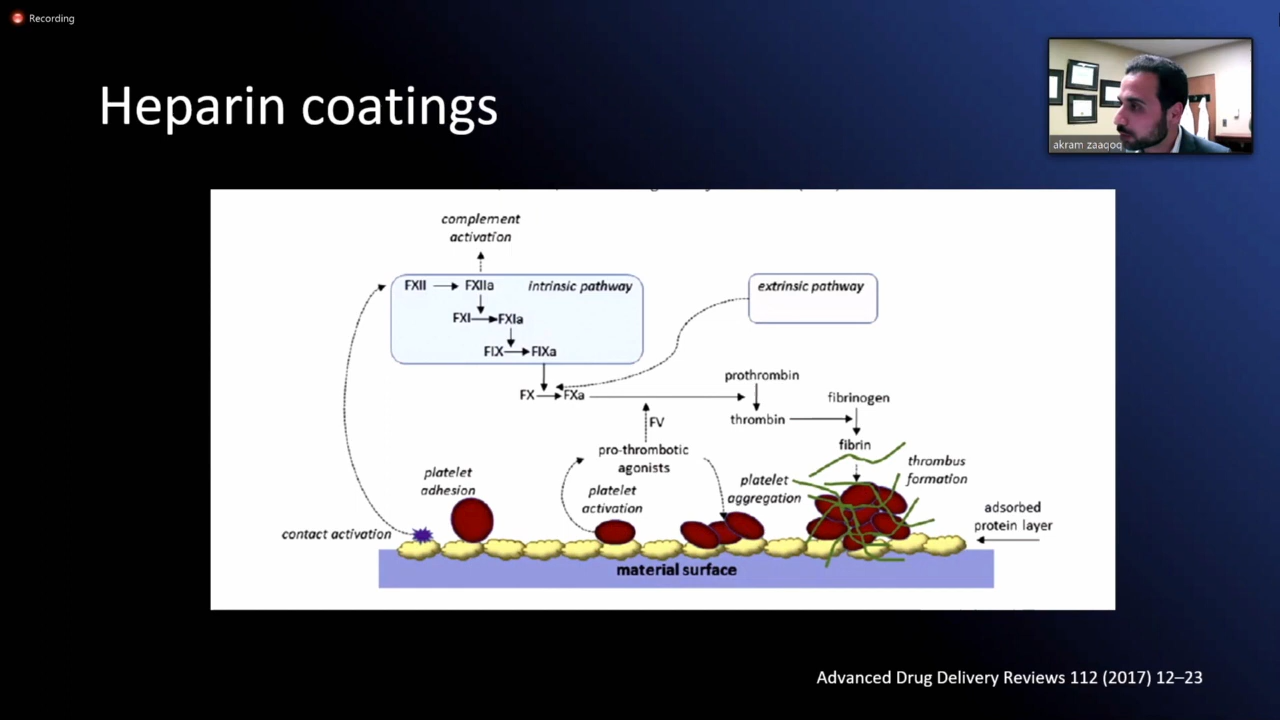 Recording
Heparin coatings
akram zaaqoq
complement
activation
FXII
FXIIa
intrinsic pathway
extrinsic pathway
FXI
FXIa
FIX
FIXa
FX
FXa
prothrombin
thrombin
fibrinogen
fibrin
FV
pro-thrombotic
agonists
platelet
adhesion
platelet
activation
platelet
aggregation
thrombus
formation
contact activation
adsorbed
protein layer
material surface
Advanced Drug Delivery Reviews 112 (2017) 12–23